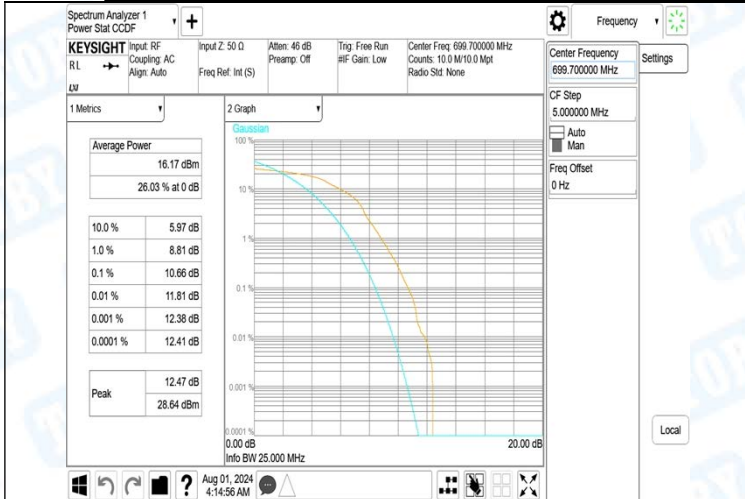 Spectrum Analyzer 1
Power Stat CCDF
Frequency
KEYSIGHT
RL
Input: RF
Coupling: AC
Align: Auto
Input Z: 50 Ω
Freq Ref: Int (S)
Atten: 46 dB
Preamp: Off
Trig: Free Run
#IF Gain: Low
Center Freq: 699.700000 MHz
Counts: 10.0 M/10.0 Mpt
Radio Std: None
Center Frequency
699.700000 MHz
Settings
CF Step
5.000000 MHz
Auto
Man
Freq Offset
0 Hz
1 Metrics
Average Power
16.17 dBm
26.03 % at 0 dB
10.0 % 5.97 dB
1.0 % 8.81 dB
0.1 % 10.66 dB
0.01 % 11.81 dB
0.001 % 12.38 dB
0.0001 % 12.41 dB
Peak
12.47 dB
28.64 dBm
2 Graph
Gaussian
100 %
10 %
1 %
0.1 %
0.01 %
0.001 %
0.0001 %
0.00 dB
20.00 dB
Info BW 25.000 MHz
Local
?
Aug 01, 2024
4:14:56 AM